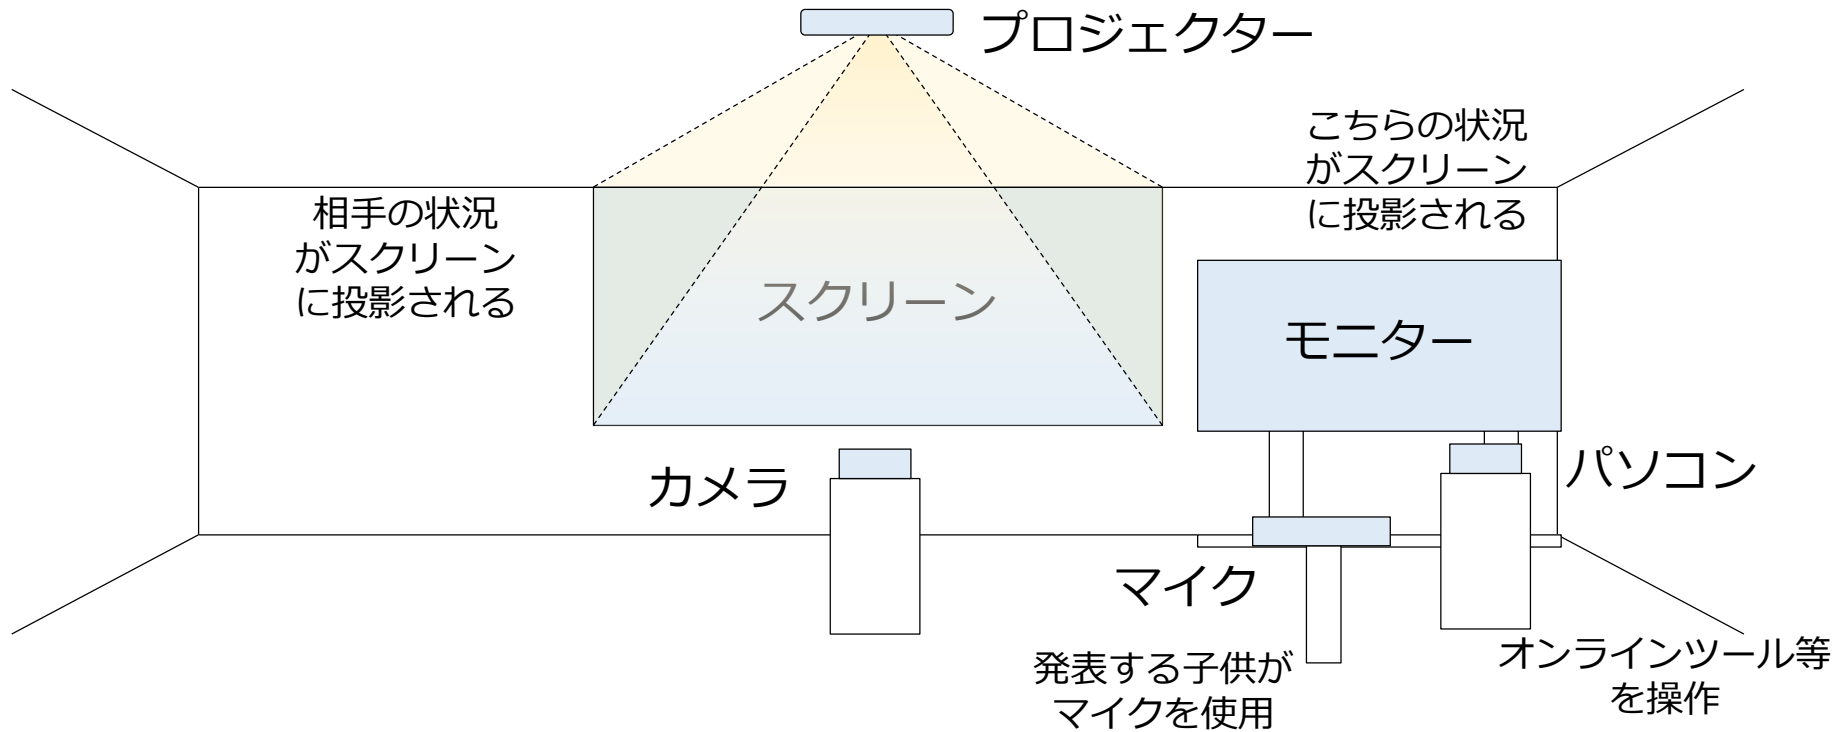 プロジェクター
こちらの状況
がスクリーン
に投影される
相手の状況
がスクリーン
に投影される
スクリーン
モニター
カメラ
パソコン
マイク
発表する子供が
マイクを使用
オンラインツール等
を操作